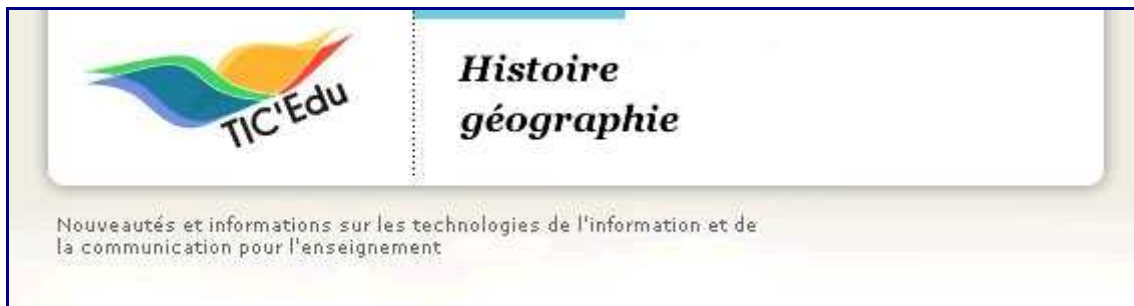 TIC'Edu
Histoire
géographie
Nouveautés et informations sur les technologies de l'information et de
la communication pour l'enseignement